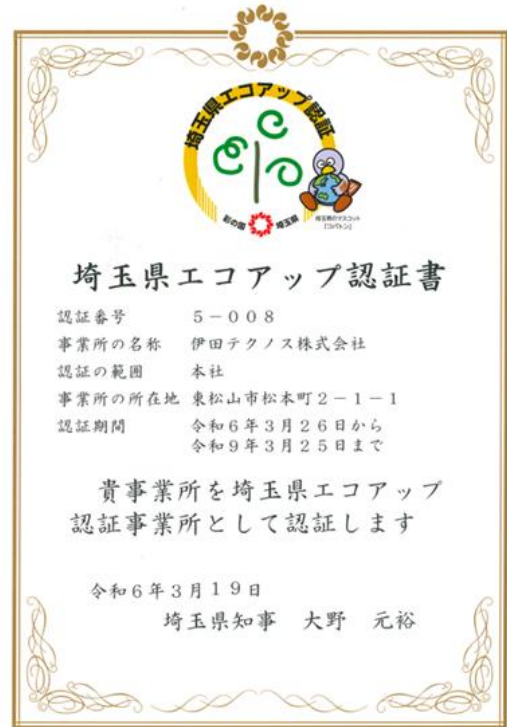 埼玉県エコアップ認証
彩の国 埼玉県
埼玉県のマスコット
「コバトン」
埼玉県エコアップ認証書
認証番号 5-008
事業所の名称 伊田テクノス株式会社
認証の範囲 本社
事業所の所在地 東松山市松本町2-1-1
認証期間 令和6年3月26日から
令和9年3月25日まで
貴事業所を埼玉県エコアップ
認証事業所として認証します
令和6年3月19日
埼玉県知事 大野 元裕